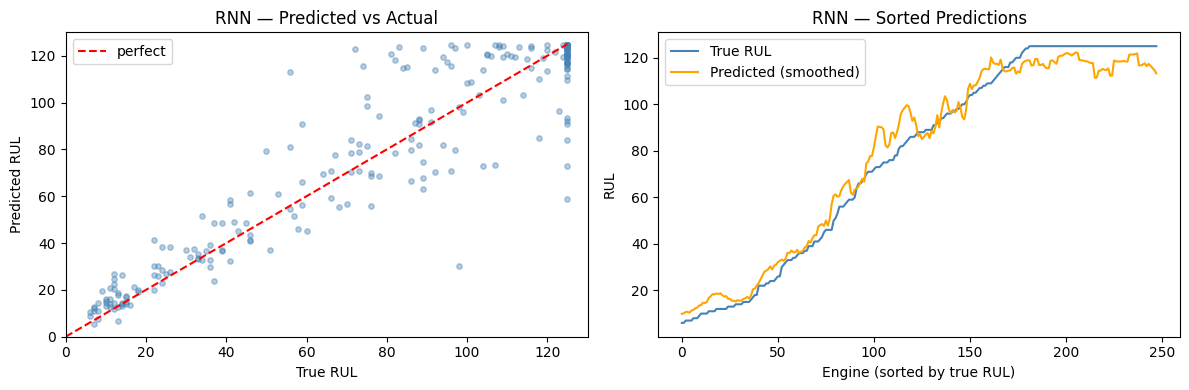 RNN — Predicted vs Actual
perfect
Predicted RUL
120
100
80
60
40
20
0
0 20 40 60 80 100 120
True RUL
RNN — Sorted Predictions
True RUL
Predicted (smoothed)
RUL
120
100
80
60
40
20
0 50 100 150 200 250
Engine (sorted by true RUL)